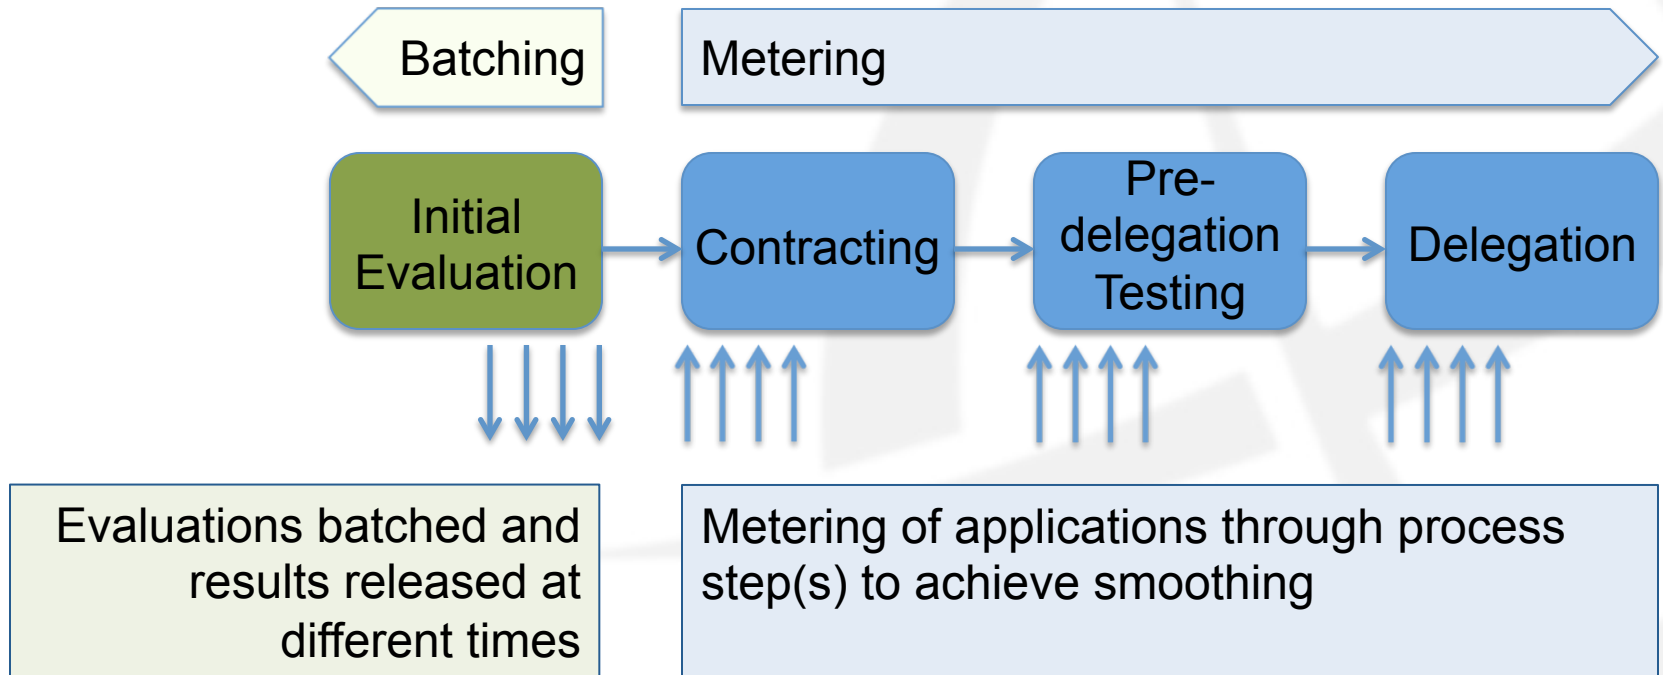 Batching
Metering
Initial
Evaluation
Contracting
Pre-
delegation
Testing
Delegation
Evaluations batched and
results released at
different times
Metering of applications through process
step(s) to achieve smoothing